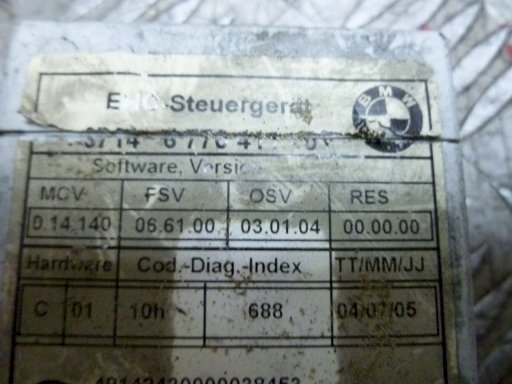 Steuergerät
BMW
Software, Version
MCV FSV OSV RES
0.14.140 06.61.00 03.01.04 00.00.00
Hardware Cod.-Diag.-Index TT/MM/JJ
C 01 10h 688 04/07/05